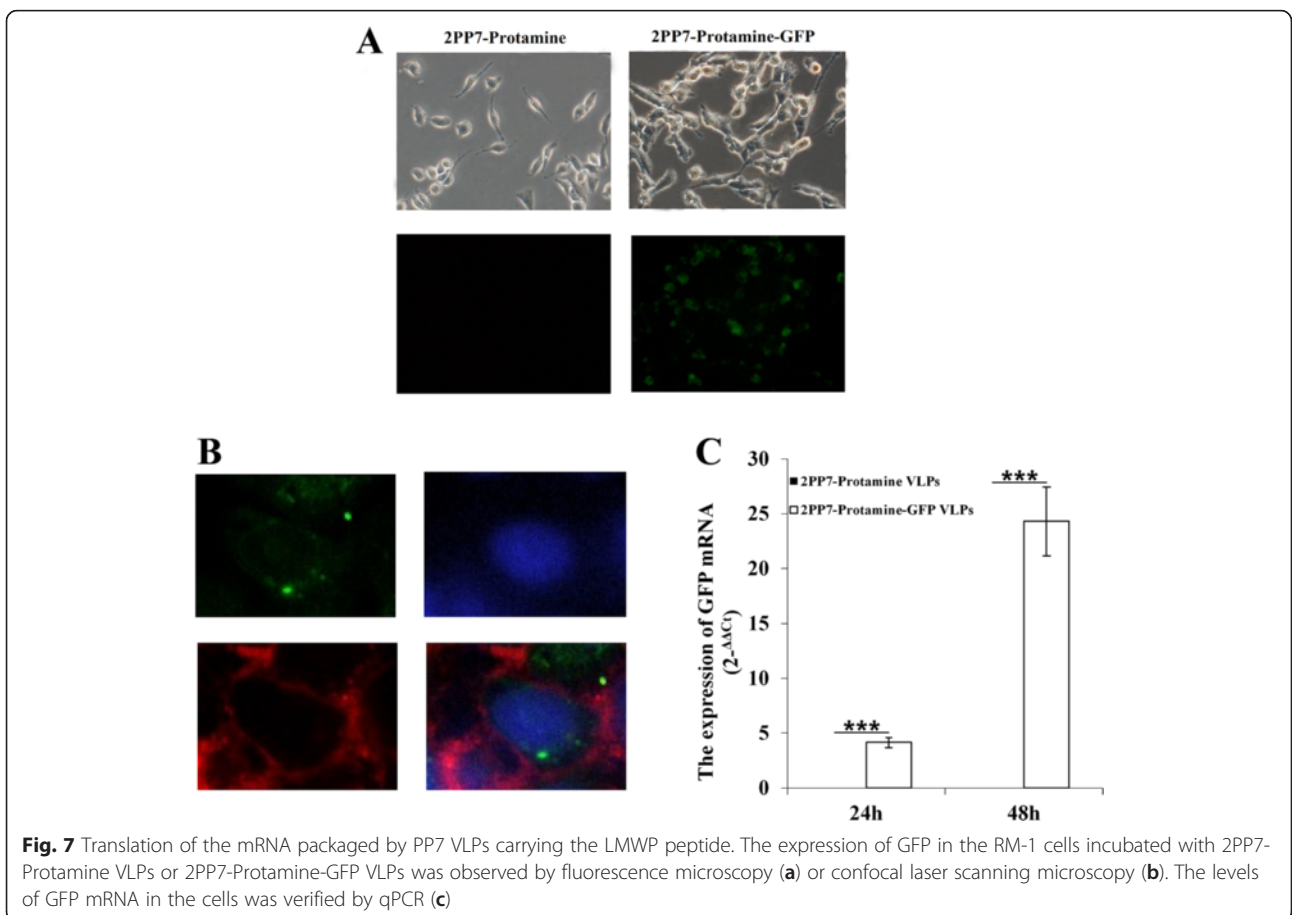 A
2PP7-Protamine
2PP7-Protamine-GFP
B
C
The expression of GFP mRNA
(2-ΔΔCt)
30
25
20
15
10
5
0
■2PP7-Protamine VLPs
□2PP7-Protamine-GFP VLPs
***
***
24h
48h
Fig. 7 Translation of the mRNA packaged by PP7 VLPs carrying the LMWP peptide. The expression of GFP in the RM-1 cells incubated with 2PP7-
Protamine VLPs or 2PP7-Protamine-GFP VLPs was observed by fluorescence microscopy (a) or confocal laser scanning microscopy (b). The levels
of GFP mRNA in the cells was verified by qPCR (c)